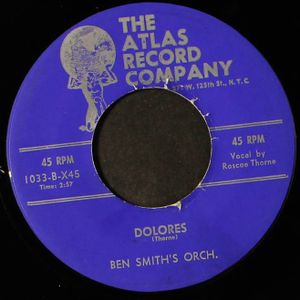 THE
ATLAS
RECORD
COMPANY
W. 125th St., N.Y.C.
45 RPM
1033-B-X45
Time: 2:57
45 RPM
Vocal by
Roscoe Thorne
DOLORES
(Thorne)
BEN SMITH'S ORCH.